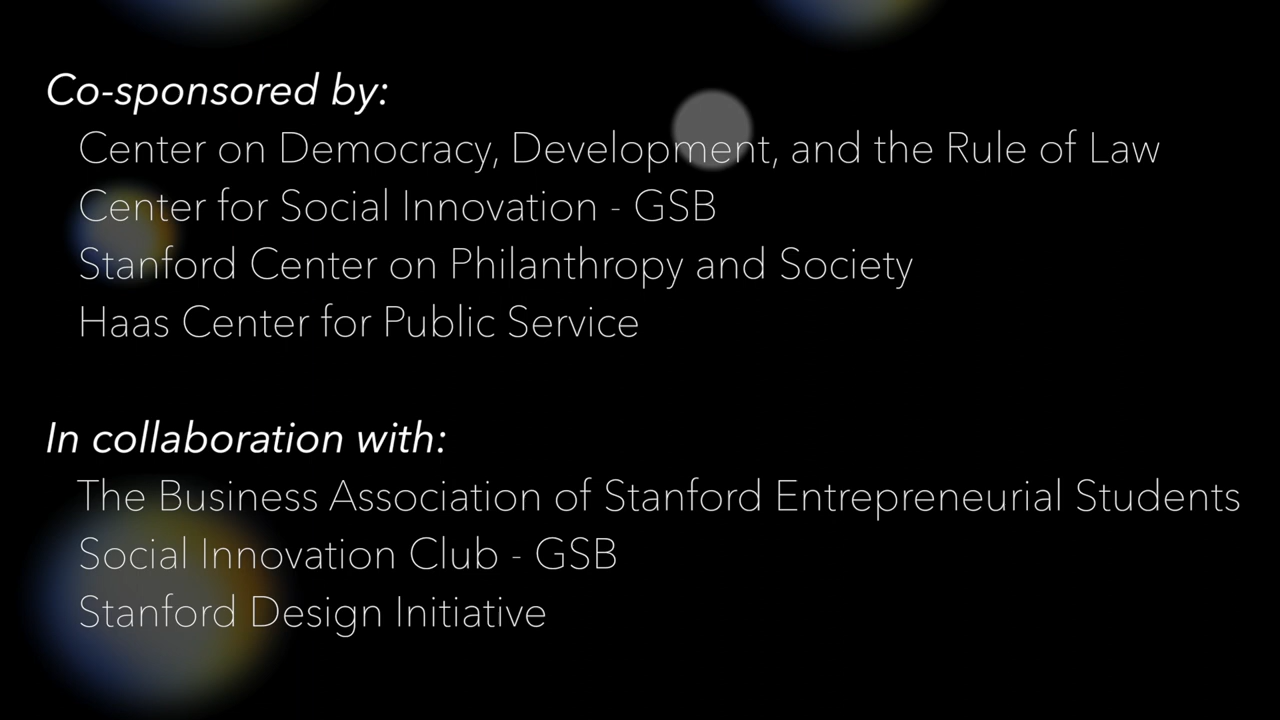 Co-sponsored by:
Center on Democracy, Development, and the Rule of Law
Center for Social Innovation - GSB
Stanford Center on Philanthropy and Society
Haas Center for Public Service
In collaboration with:
The Business Association of Stanford Entrepreneurial Students
Social Innovation Club - GSB
Stanford Design Initiative